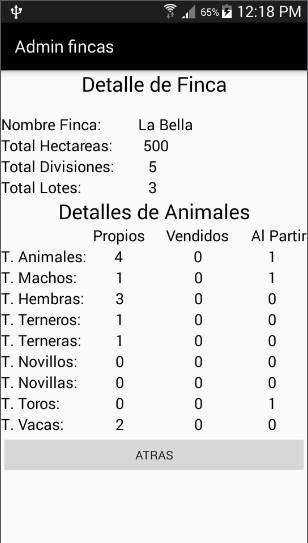 65% 12:18 PM
Admin fincas
Detalle de Finca
Nombre Finca: La Bella
Total Hectareas: 500
Total Divisiones: 5
Total Lotes: 3
Detalles de Animales
Propios Vendidos Al Partir
T. Animales: 4 0 1
T. Machos: 1 0 1
T. Hembras: 3 0 0
T. Terneros: 1 0 0
T. Terneras: 1 0 0
T. Novillos: 0 0 0
T. Novillas: 0 0 0
T. Toros: 0 0 1
T. Vacas: 2 0 0
ATRAS